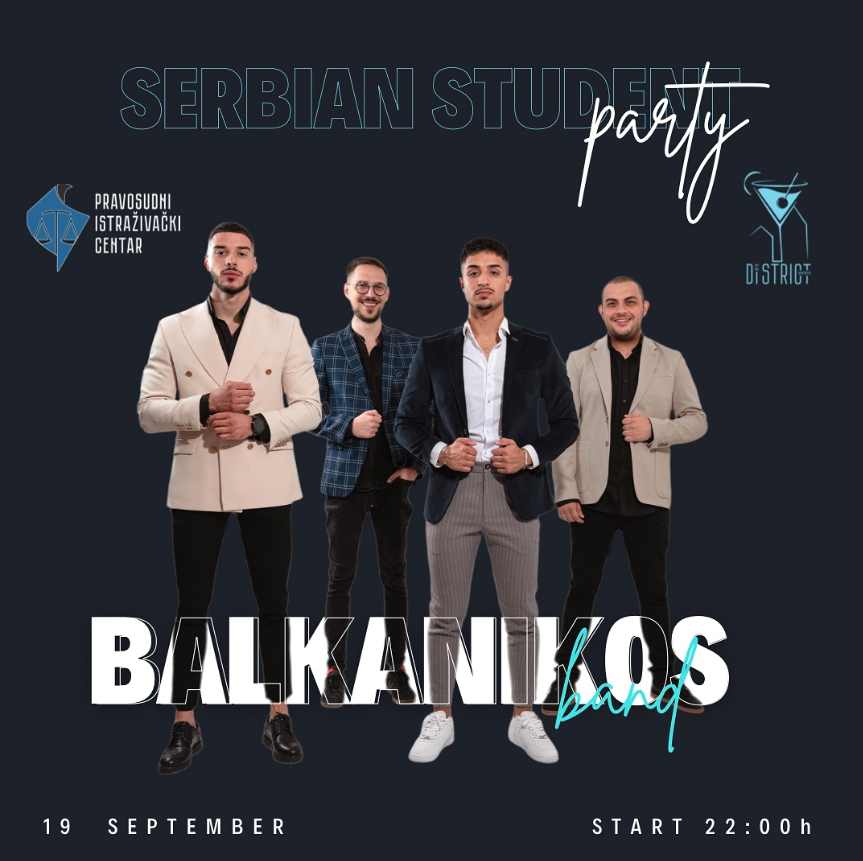 SERBIAN STUDENT
party
PRAVOSUDNI
ISTRAŽIVAČKI
CENTAR
DiSTRICT
BALKANIKOS
band
19 SEPTEMBER
START 22:00h